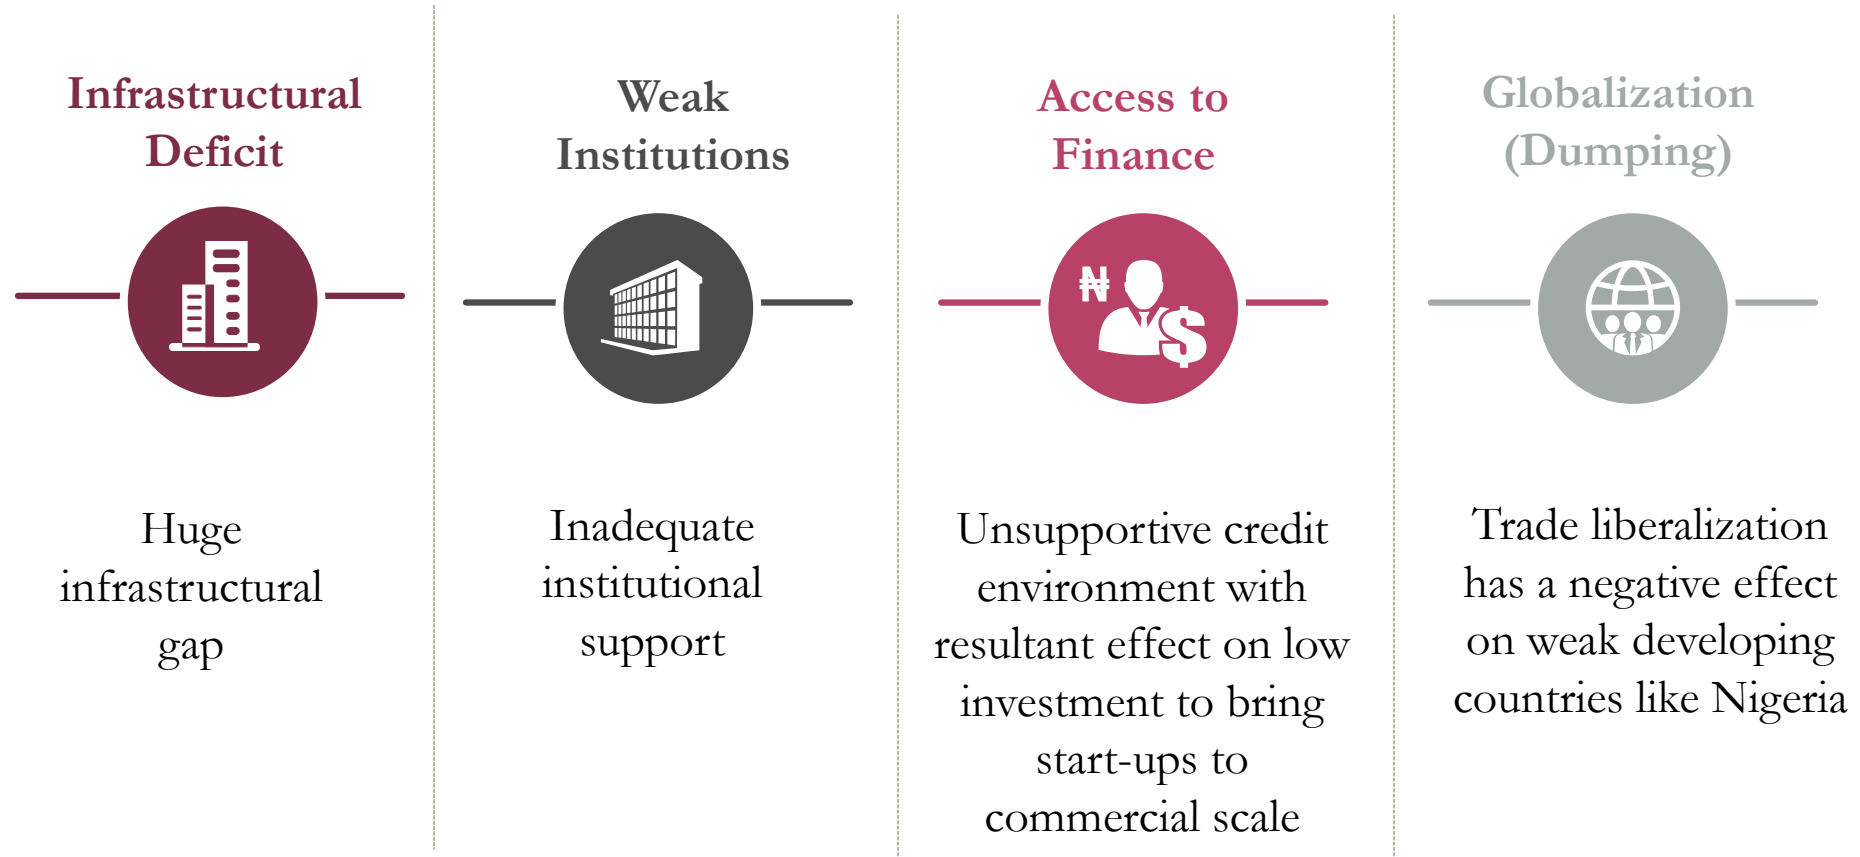 Infrastructural
Deficit
Huge
infrastructural
gap
Weak
Institutions
Inadequate
institutional
support
Access to
Finance
₦
$
Unsupportive credit
environment with
resultant effect on low
investment to bring
start-ups to
commercial scale
Globalization
(Dumping)
Trade liberalization
has a negative effect
on weak developing
countries like Nigeria